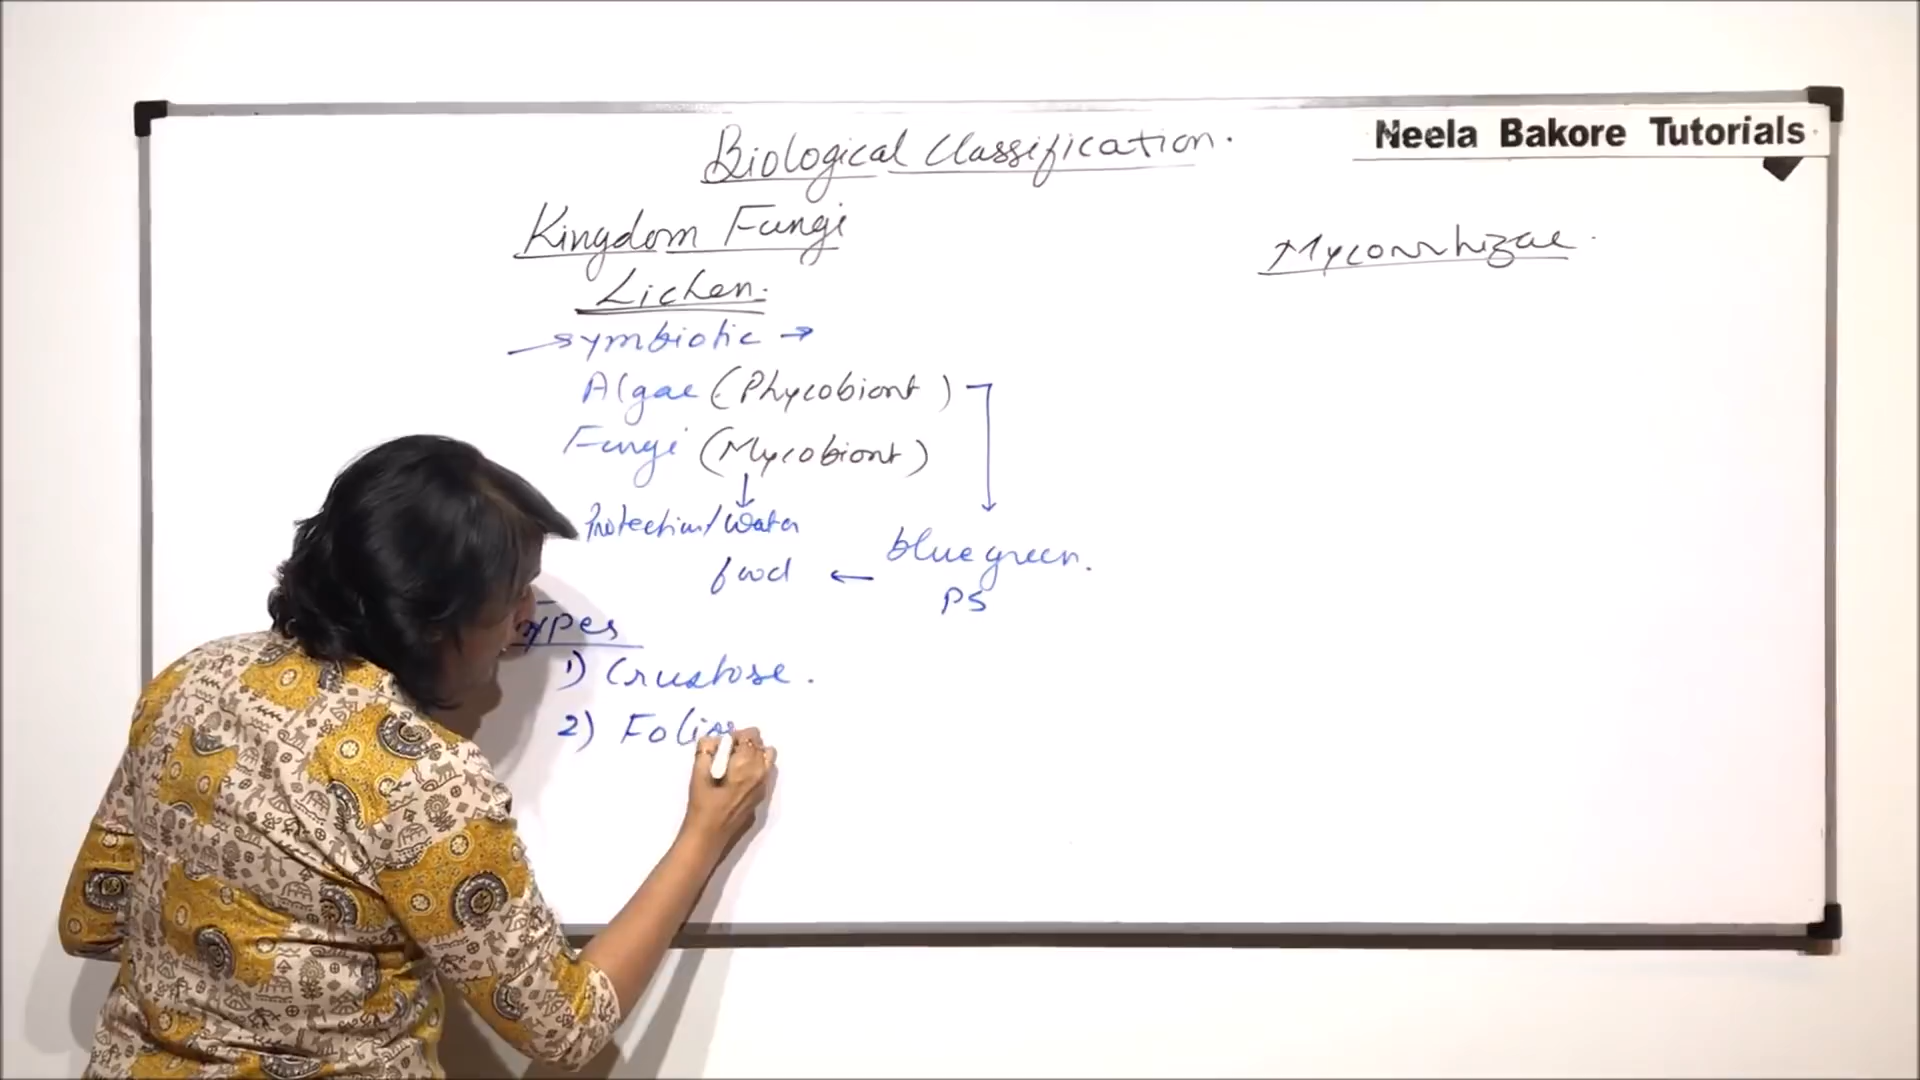 Biological Classification.
Neela Bakore Tutorials
Kingdom Fungi
Lichen.
Mycorrhizae.
→ symbiotic →
Algae (Phycobiont)
Fungi (Mycobiont)
↓
Protection/Water
blue green.
food ←
PS
Types
1) Crustose.
2)